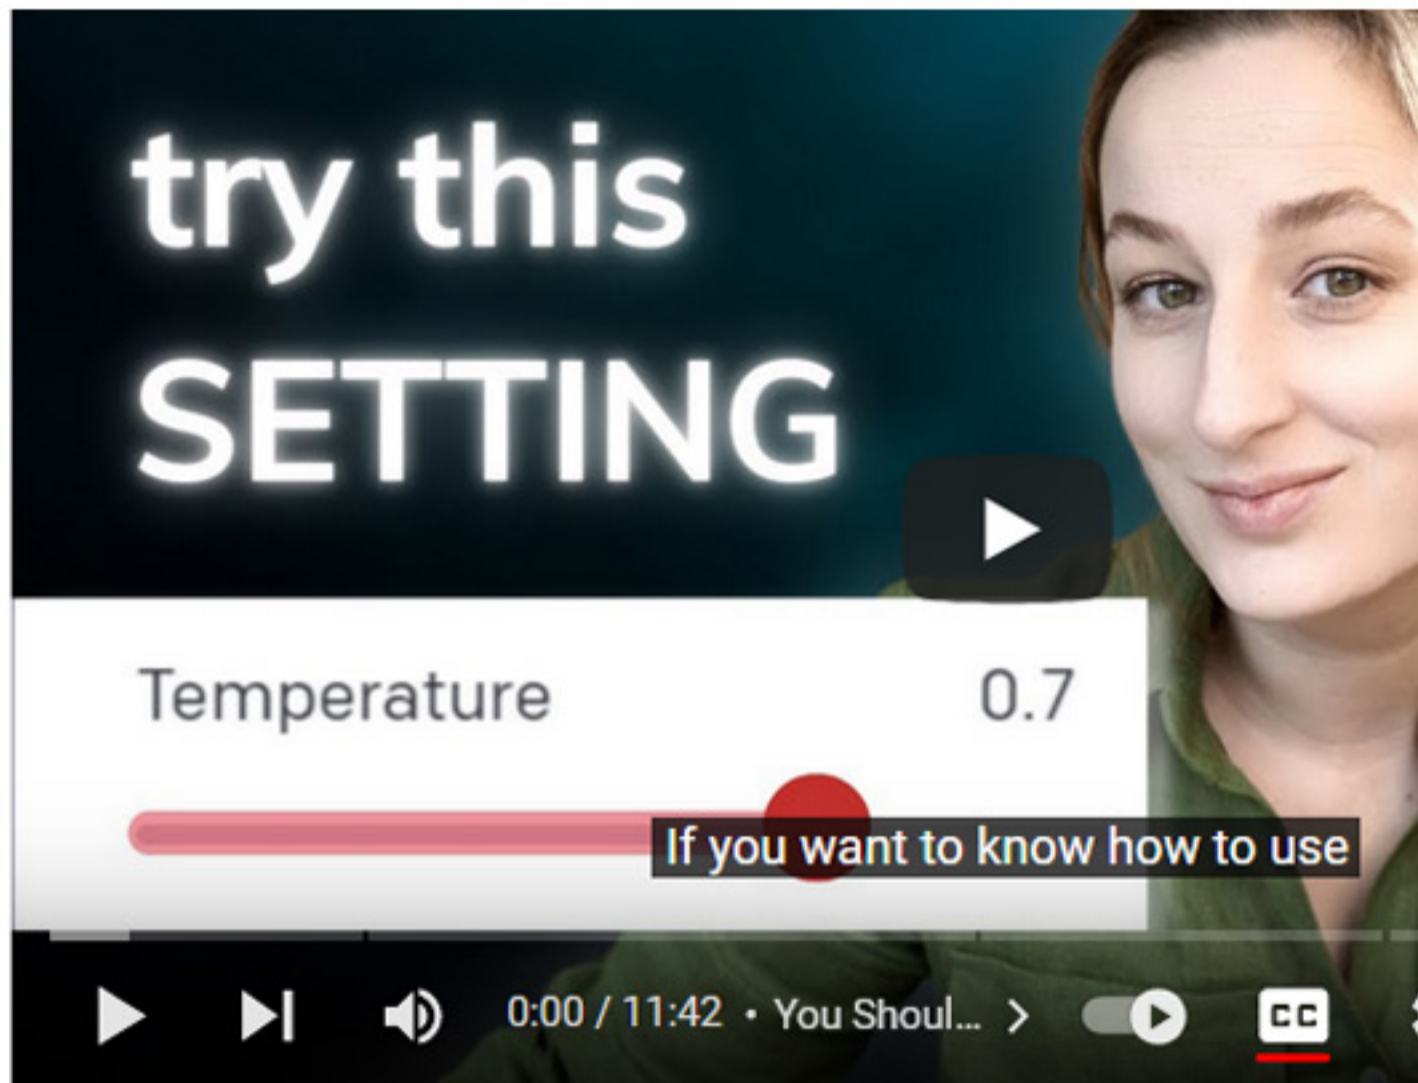 try this
SETTING
Temperature 0.7
If you want to know how to use
0:00 / 11:42 • You Shoul...
CC